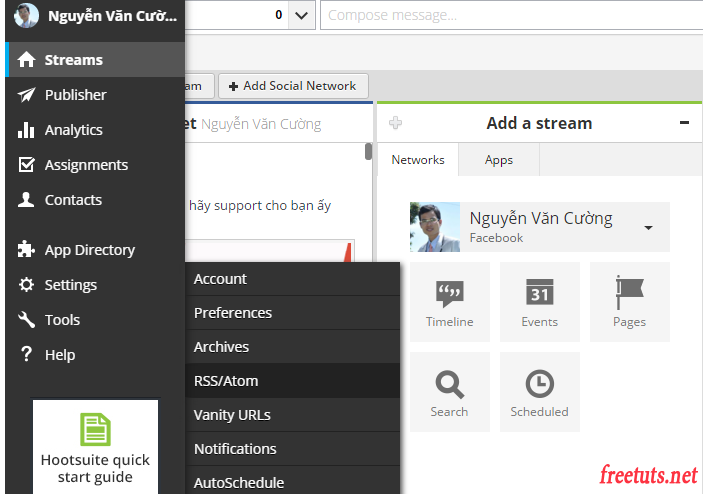 Nguyễn Văn Cườ...
0
Compose message...
Streams
Publisher
Analytics
Assignments
Contacts
App Directory
Settings
Tools
Help
Hootsuite quick
start guide
Account
Preferences
Archives
RSS/Atom
Vanity URLs
Notifications
AutoSchedule
am
Add Social Network
et Nguyễn Văn Cường
hãy support cho bạn ấy
Add a stream
Networks Apps
Nguyễn Văn Cường
Facebook
Timeline
31
Events
Pages
Search
Scheduled
freetuts.net